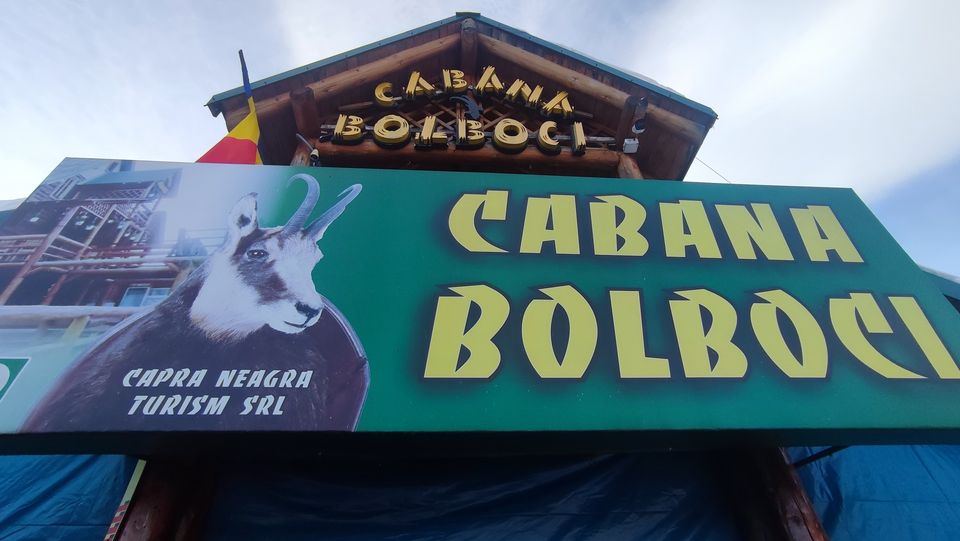 CABANA
BOLBOCI
CABANA
BOLBOCI
CAPRA NEAGRA
TURISM SRL